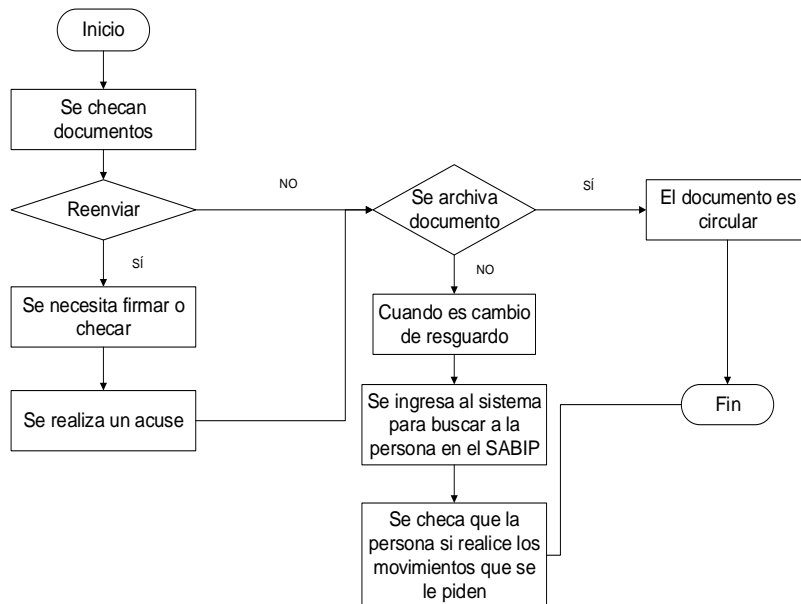 Inicio
Se checan
documentos
Reenviar
NO
SÍ
Se necesita firmar o
checar
Se realiza un acuse
Se archiva
documento
SÍ
El documento es
circular
NO
Cuando es cambio
de resguardo
Se ingresa al sistema
para buscar a la
persona en el SABIP
Se checa que la
persona si realice los
movimientos que se
le piden
Fin